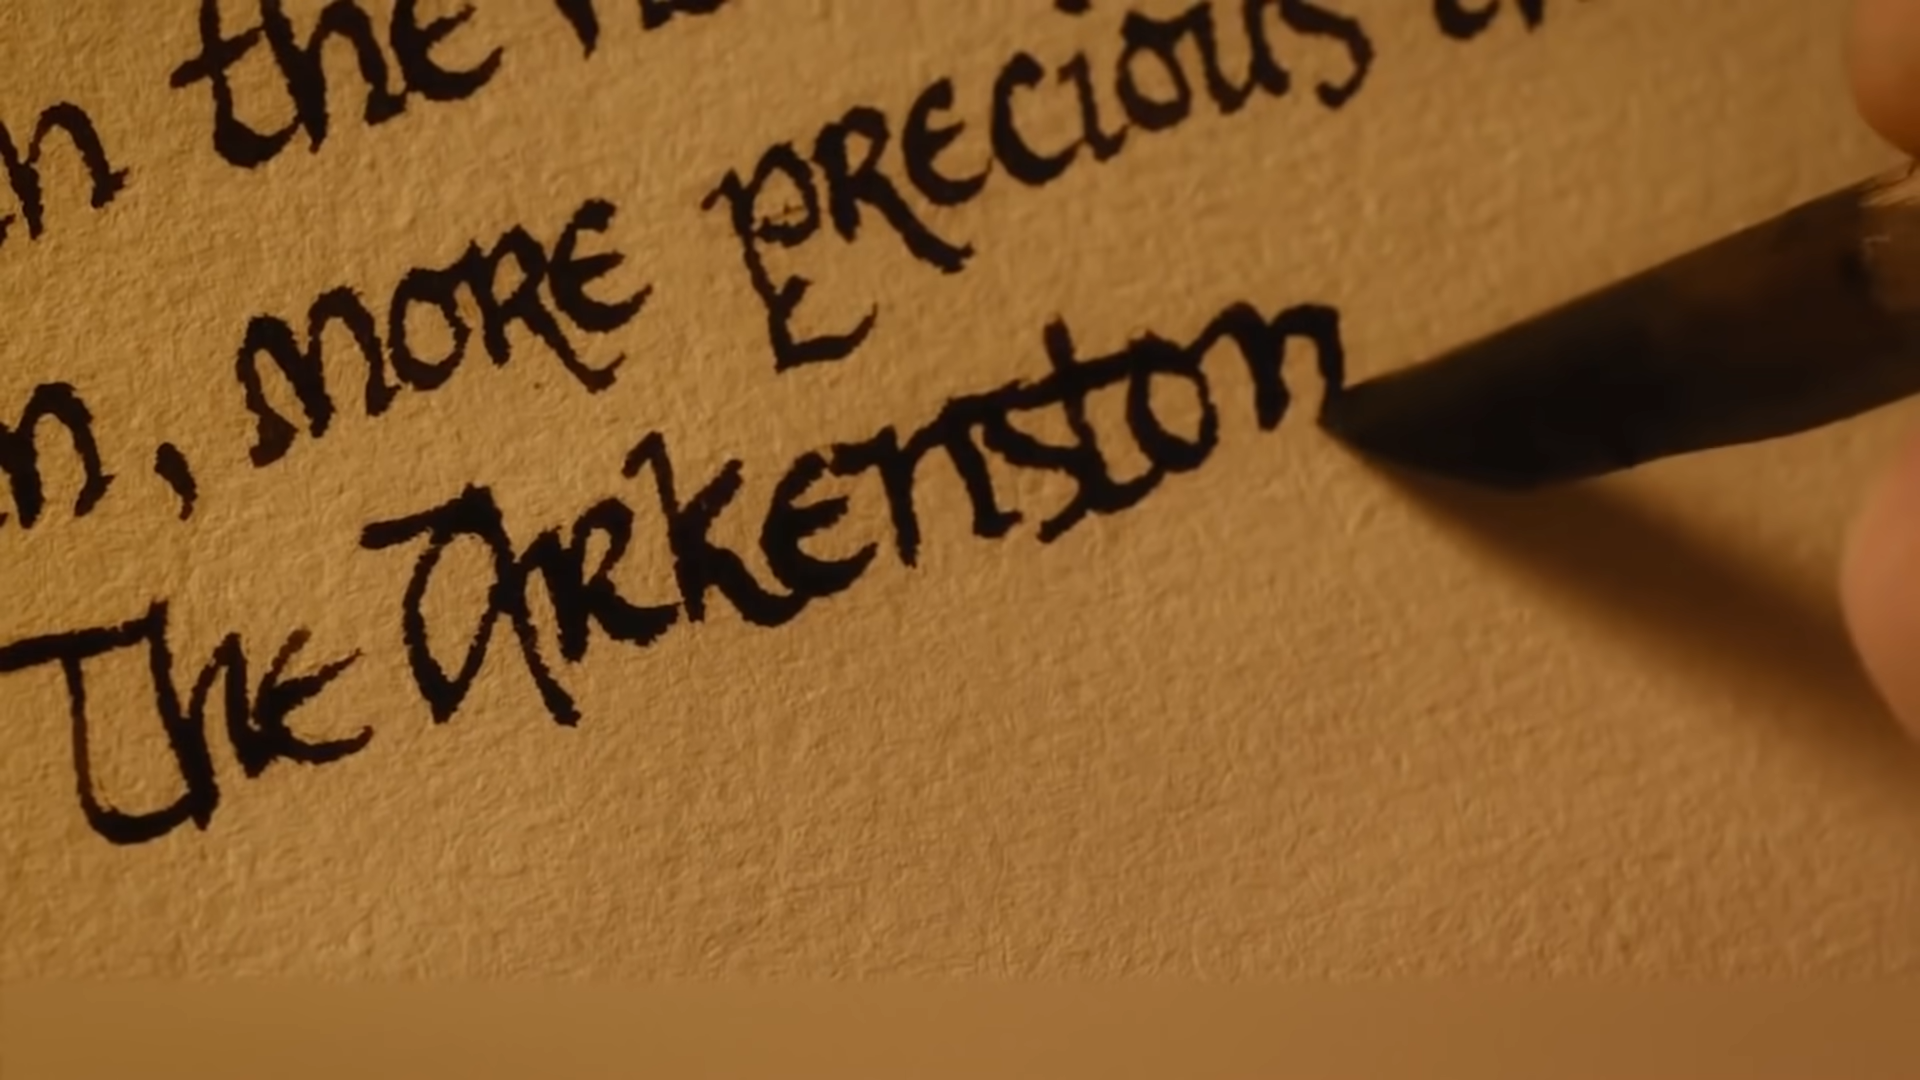 the
, more precious
The Arkenston